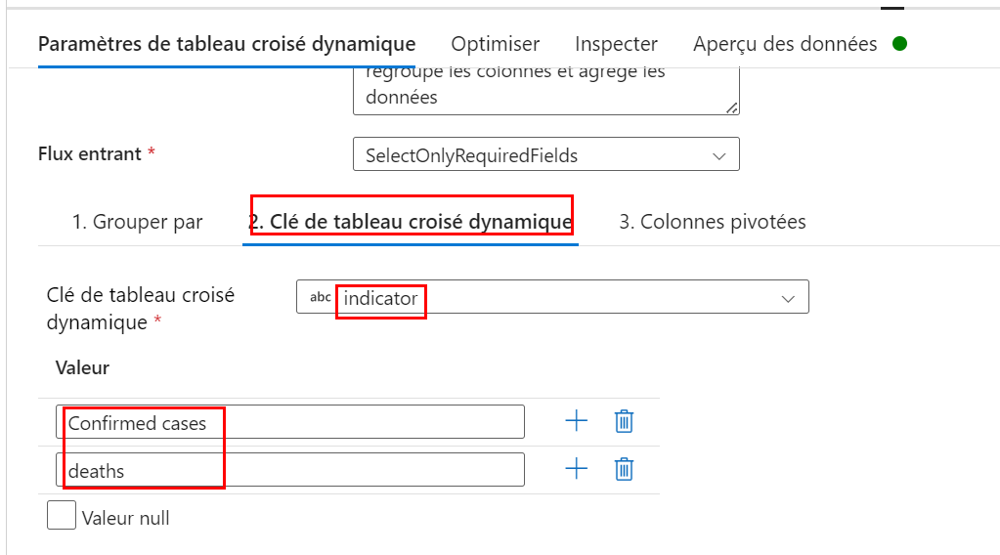 Paramètres de tableau croisé dynamique Optimiser Inspecter Aperçu des données
regroupe les colonnes et agrège les
données
Flux entrant * SelectOnlyRequiredFields
1. Grouper par 2. Clé de tableau croisé dynamique 3. Colonnes pivotées
Clé de tableau croisé
dynamique *
abc indicator
Valeur
Confirmed cases
deaths
Valeur null